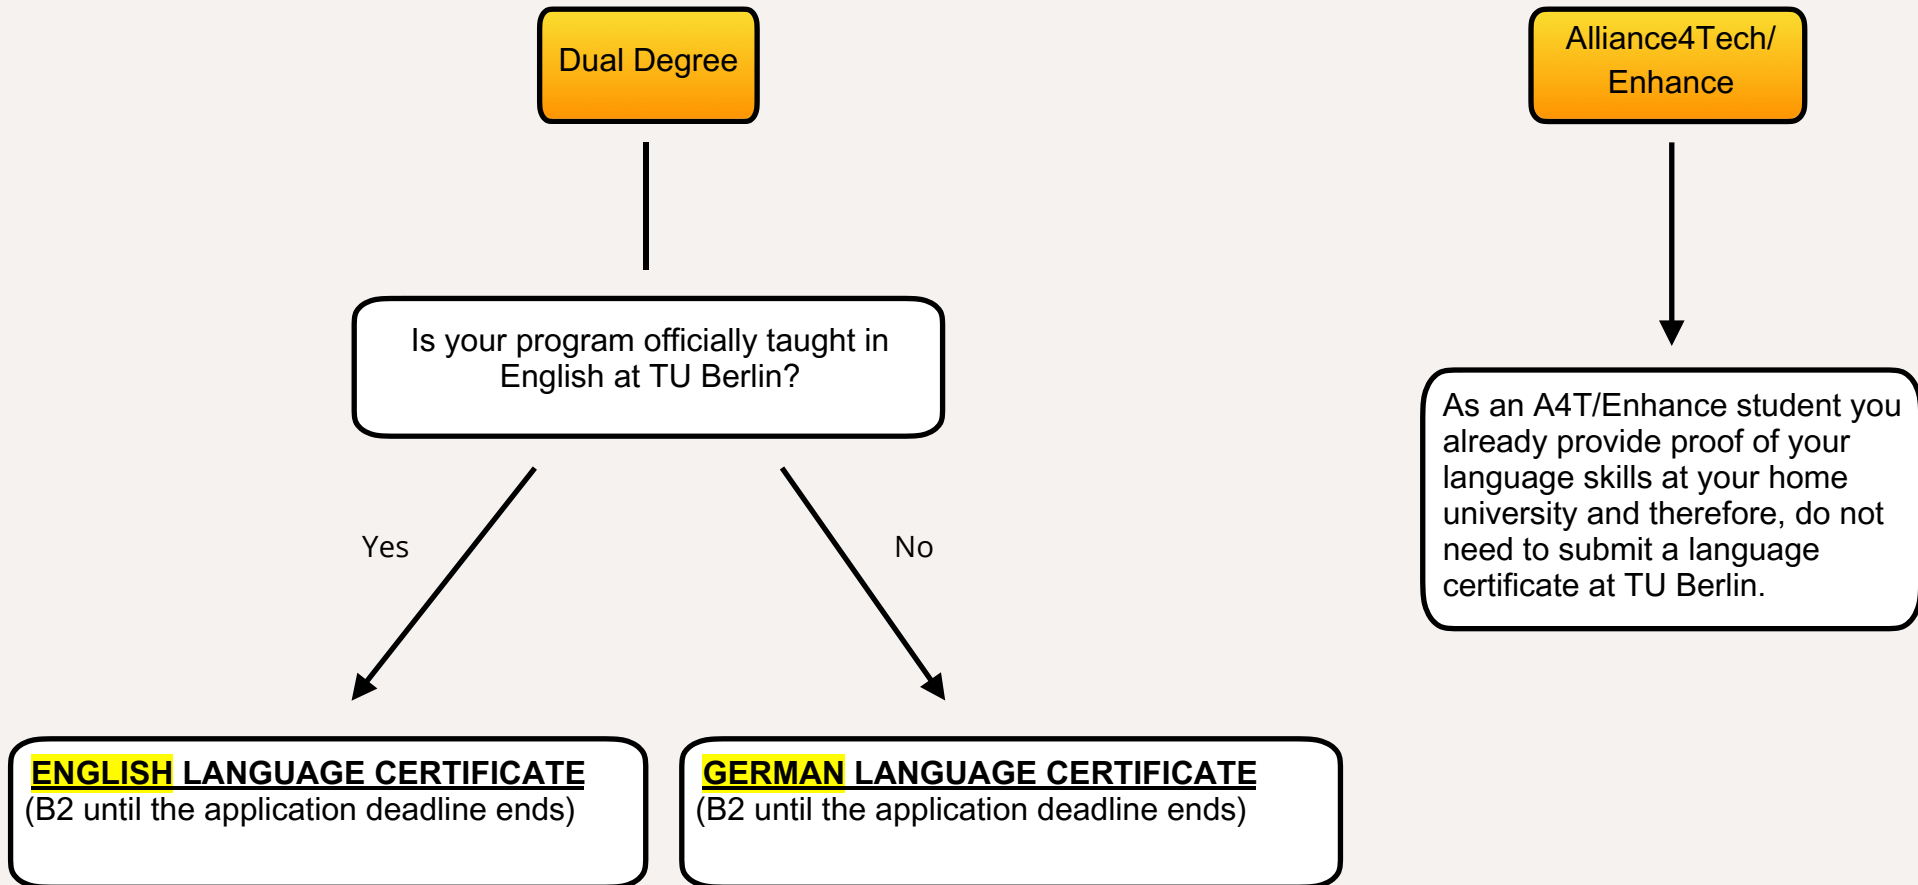 Dual Degree
Alliance4Tech/
Enhance
Is your program officially taught in
English at TU Berlin?
Yes
No
As an A4T/Enhance student you
already provide proof of your
language skills at your home
university and therefore, do not
need to submit a language
certificate at TU Berlin.
ENGLISH LANGUAGE CERTIFICATE
(B2 until the application deadline ends)
GERMAN LANGUAGE CERTIFICATE
(B2 until the application deadline ends)